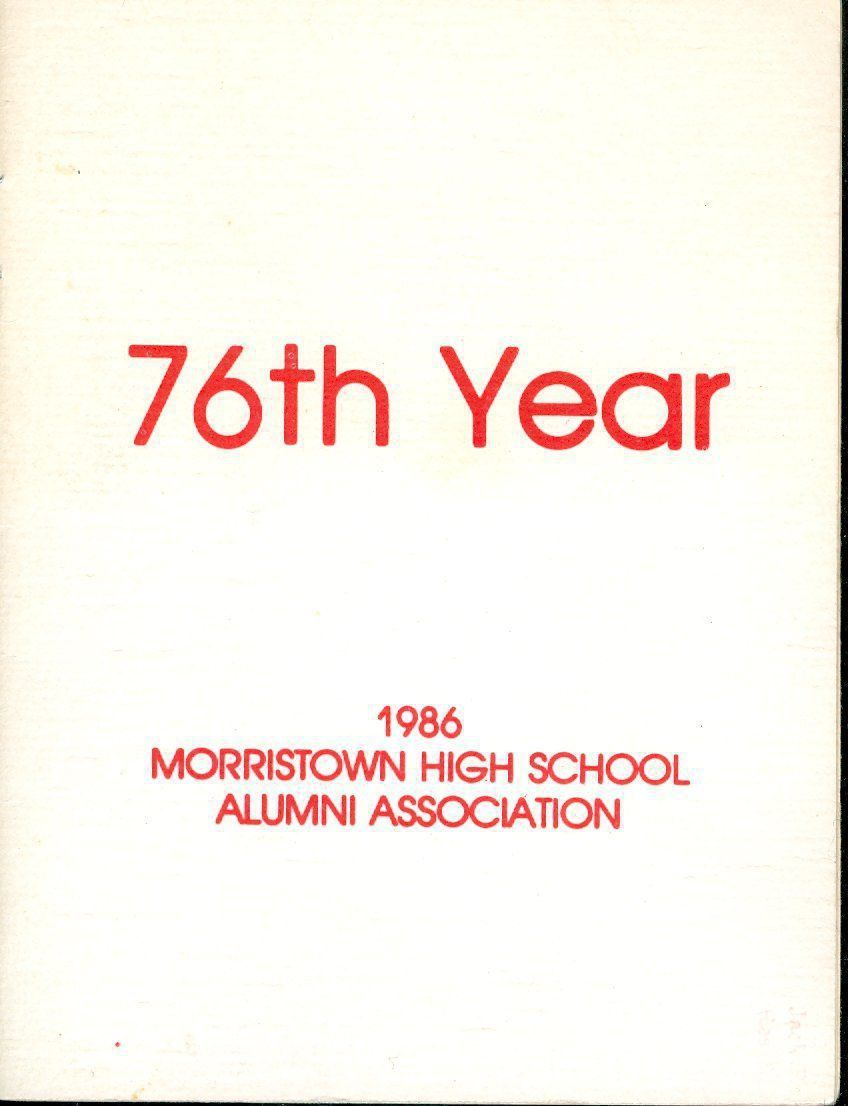 76th Year
1986
MORRISTOWN HIGH SCHOOL
ALUMNI ASSOCIATION